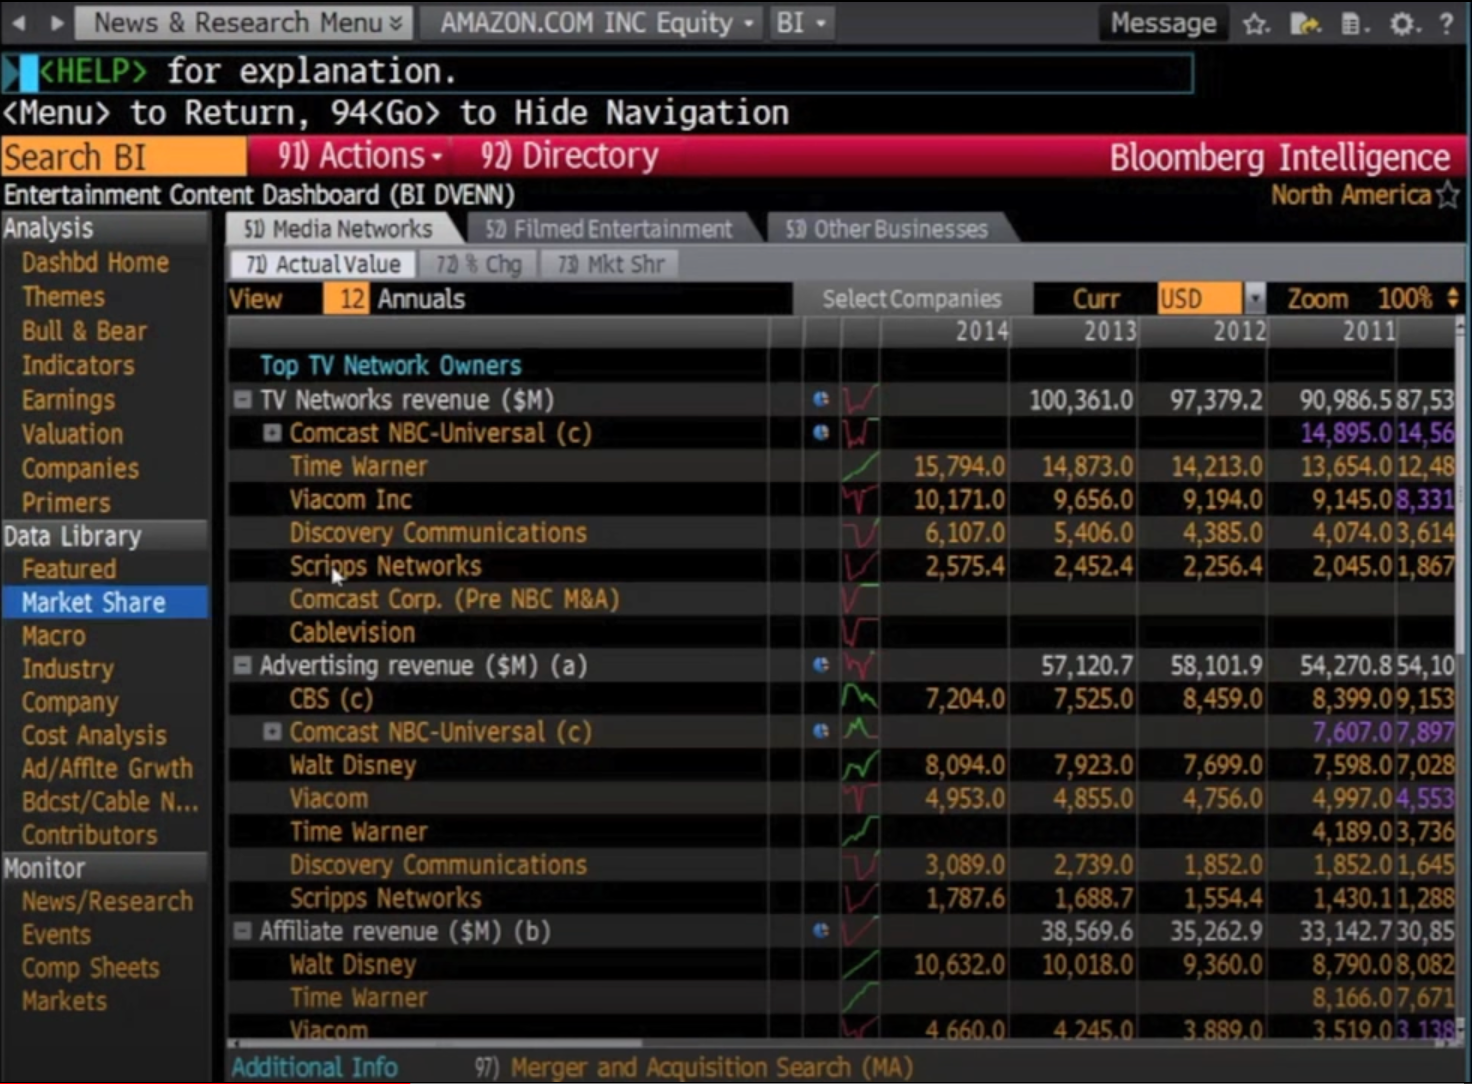 News & Research Menu AMAZON.COM INC Equity BI Message ?
<HELP> for explanation.
<Menu> to Return, 94<Go> to Hide Navigation
Search BI 91) Actions 92) Directory Bloomberg Intelligence
Entertainment Content Dashboard (BI DVENN) North America
Analysis 51) Media Networks 52) Filmed Entertainment 53) Other Businesses
Dashbd Home 71) Actual Value 72) % Chg 73) Mkt Shr
Themes View 12 Annuals Select Companies Curr USD Zoom 100%
Bull & Bear 2014 2013 2012 2011
Indicators Top TV Network Owners
Earnings TV Networks revenue ($M) 100,361.0 97,379.2 90,986.5 87,53
Valuation Comcast NBC-Universal (c) 14,895.0 14,56
Companies Time Warner 15,794.0 14,873.0 14,213.0 13,654.0 12,48
Primers Viacom Inc 10,171.0 9,656.0 9,194.0 9,145.0 8,331
Data Library Discovery Communications 6,107.0 5,406.0 4,385.0 4,074.0 3,614
Featured Scripps Networks 2,575.4 2,452.4 2,256.4 2,045.0 1,867
Market Share Comcast Corp. (Pre NBC M&A)
Macro Cablevision
Industry Advertising revenue ($M) (a) 57,120.7 58,101.9 54,270.8 54,10
Company CBS (c) 7,204.0 7,525.0 8,459.0 8,399.0 9,153
Cost Analysis Comcast NBC-Universal (c) 7,607.0 7,897
Ad/Afflte Grwth Walt Disney 8,094.0 7,923.0 7,699.0 7,598.0 7,028
Bdcst/Cable N... Viacom 4,953.0 4,855.0 4,756.0 4,997.0 4,553
Contributors Time Warner 4,189.0 3,736
Monitor Discovery Communications 3,089.0 2,739.0 1,852.0 1,852.0 1,645
News/Research Scripps Networks 1,787.6 1,688.7 1,554.4 1,430.1 1,288
Events Affiliate revenue ($M) (b) 38,569.6 35,262.9 33,142.7 30,85
Comp Sheets Walt Disney 10,632.0 10,018.0 9,360.0 8,790.0 8,082
Markets Time Warner 8,166.0 7,671
Viacom 4,660.0 4,245.0 3,889.0 3,519.0 3,138
Additional Info 97) Merger and Acquisition Search (MA)